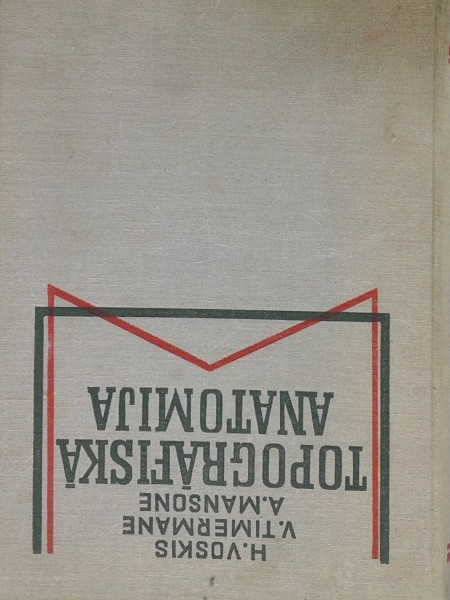 H.VOSKIS
V.TIMERMANE
A.MANSONE
TOPOGRĀFISKĀ
ANATOMIJA